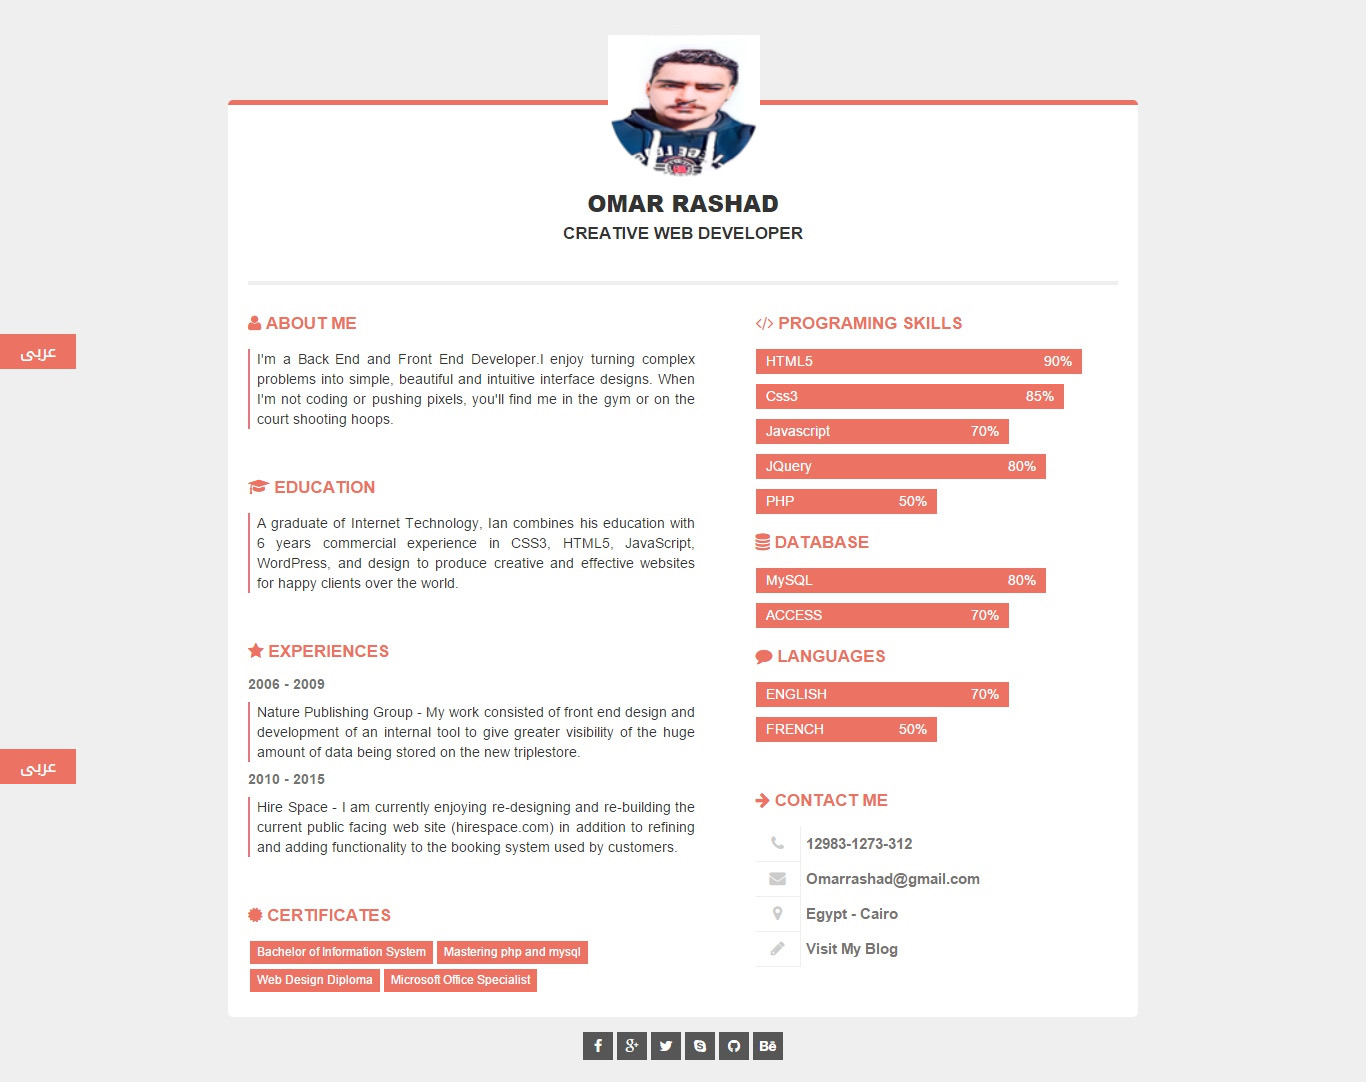 OMAR RASHAD
CREATIVE WEB DEVELOPER
عربى
عربى
ABOUT ME
I'm a Back End and Front End Developer.I enjoy turning complex
problems into simple, beautiful and intuitive interface designs. When
I'm not coding or pushing pixels, you'll find me in the gym or on the
court shooting hoops.
EDUCATION
A graduate of Internet Technology, Ian combines his education with
6 years commercial experience in CSS3, HTML5, JavaScript,
WordPress, and design to produce creative and effective websites
for happy clients over the world.
EXPERIENCES
2006 - 2009
Nature Publishing Group - My work consisted of front end design and
development of an internal tool to give greater visibility of the huge
amount of data being stored on the new triplestore.
2010 - 2015
Hire Space - I am currently enjoying re-designing and re-building the
current public facing web site (hirespace.com) in addition to refining
and adding functionality to the booking system used by customers.
CERTIFICATES
Bachelor of Information System Mastering php and mysql
Web Design Diploma Microsoft Office Specialist
</> PROGRAMING SKILLS
HTML5 90%
Css3 85%
Javascript 70%
JQuery 80%
PHP 50%
DATABASE
MySQL 80%
ACCESS 70%
LANGUAGES
ENGLISH 70%
FRENCH 50%
CONTACT ME
12983-1273-312
Omarrashad@gmail.com
Egypt - Cairo
Visit My Blog
f g+ Bē